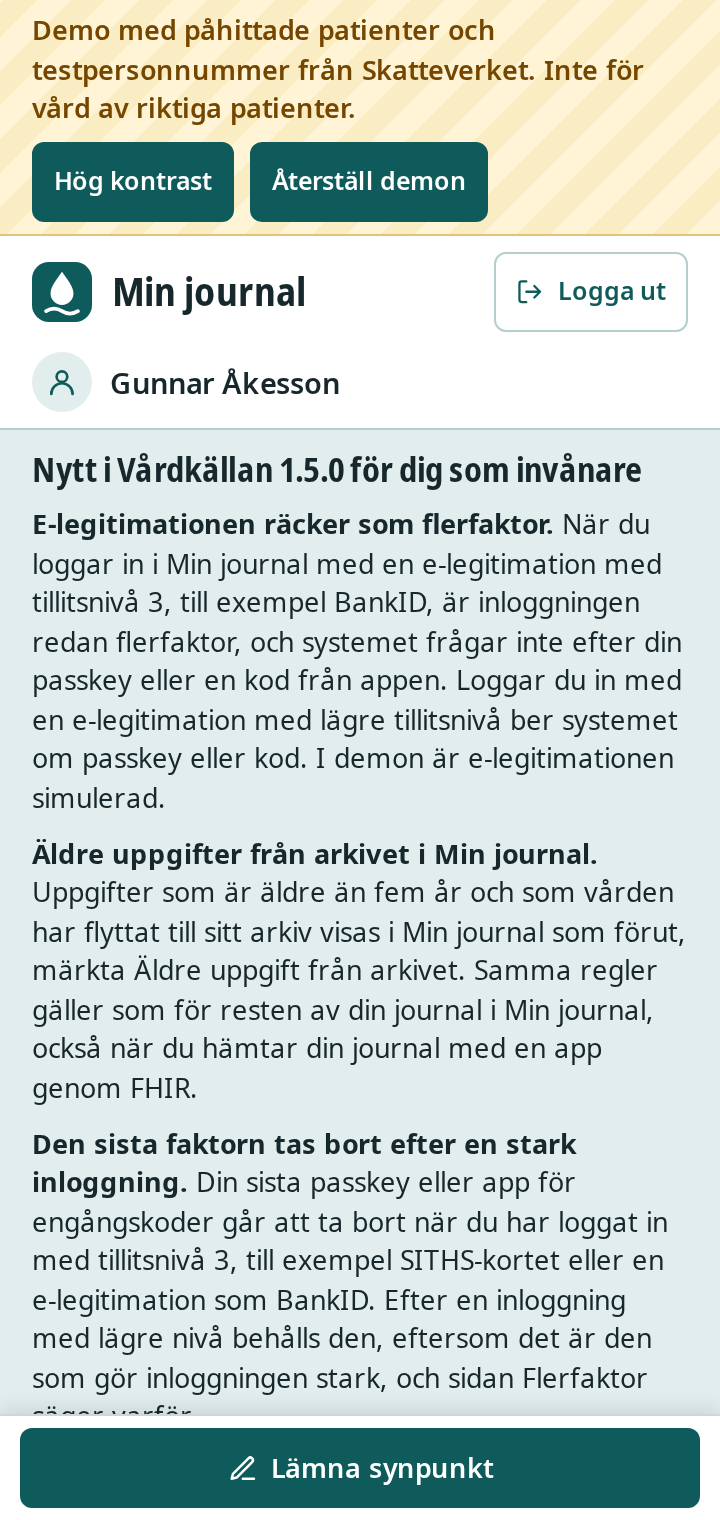 Demo med påhittade patienter och
testpersonnummer från Skatteverket. Inte för
vård av riktiga patienter.
Hög kontrast
Återställ demon
Min journal
Logga ut
Gunnar Åkesson
Nytt i Vårdkällan 1.5.0 för dig som invånare
E-legitimationen räcker som flerfaktor. När du
loggar in i Min journal med en e-legitimation med
tillitsnivå 3, till exempel BankID, är inloggningen
redan flerfaktor, och systemet frågar inte efter din
passkey eller en kod från appen. Loggar du in med
en e-legitimation med lägre tillitsnivå ber systemet
om passkey eller kod. I demon är e-legitimationen
simulerad.
Äldre uppgifter från arkivet i Min journal.
Uppgifter som är äldre än fem år och som vården
har flyttat till sitt arkiv visas i Min journal som förut,
märkta Äldre uppgift från arkivet. Samma regler
gäller som för resten av din journal i Min journal,
också när du hämtar din journal med en app
genom FHIR.
Den sista faktorn tas bort efter en stark
inloggning. Din sista passkey eller app för
engångskoder går att ta bort när du har loggat in
med tillitsnivå 3, till exempel SITHS-kortet eller en
e-legitimation som BankID. Efter en inloggning
med lägre nivå behålls den, eftersom det är den
som gör inloggningen stark, och sidan Flerfaktor
säger varför.
Lämna synpunkt